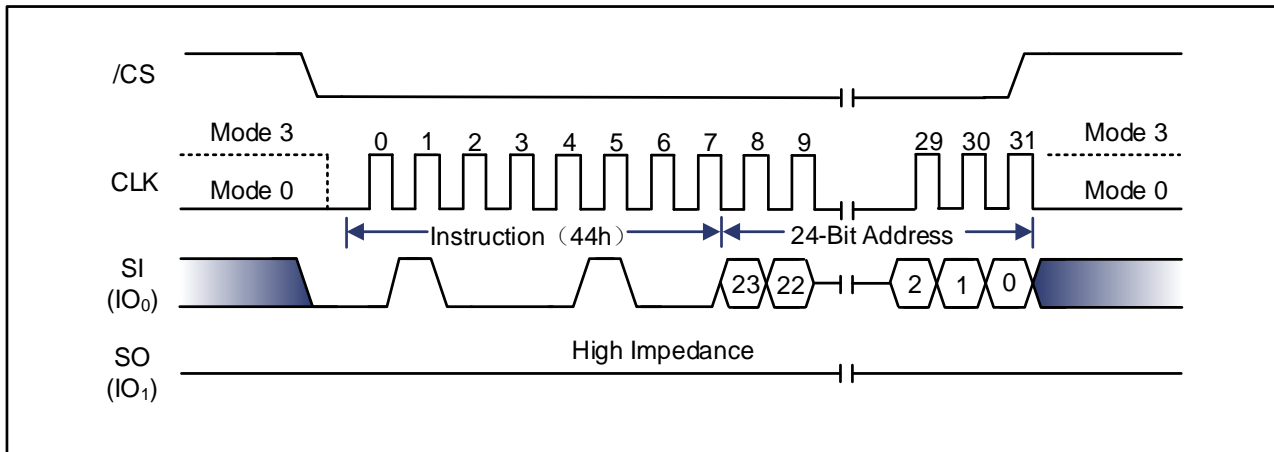 /CS
Mode 3
0 1 2 3 4 5 6 7 8 9 29 30 31
Mode 3
CLK
Mode 0
Mode 0
Instruction（44h）
24-Bit Address
SI
(IO₀)
23 22 2 1 0
High Impedance
SO
(IO₁)